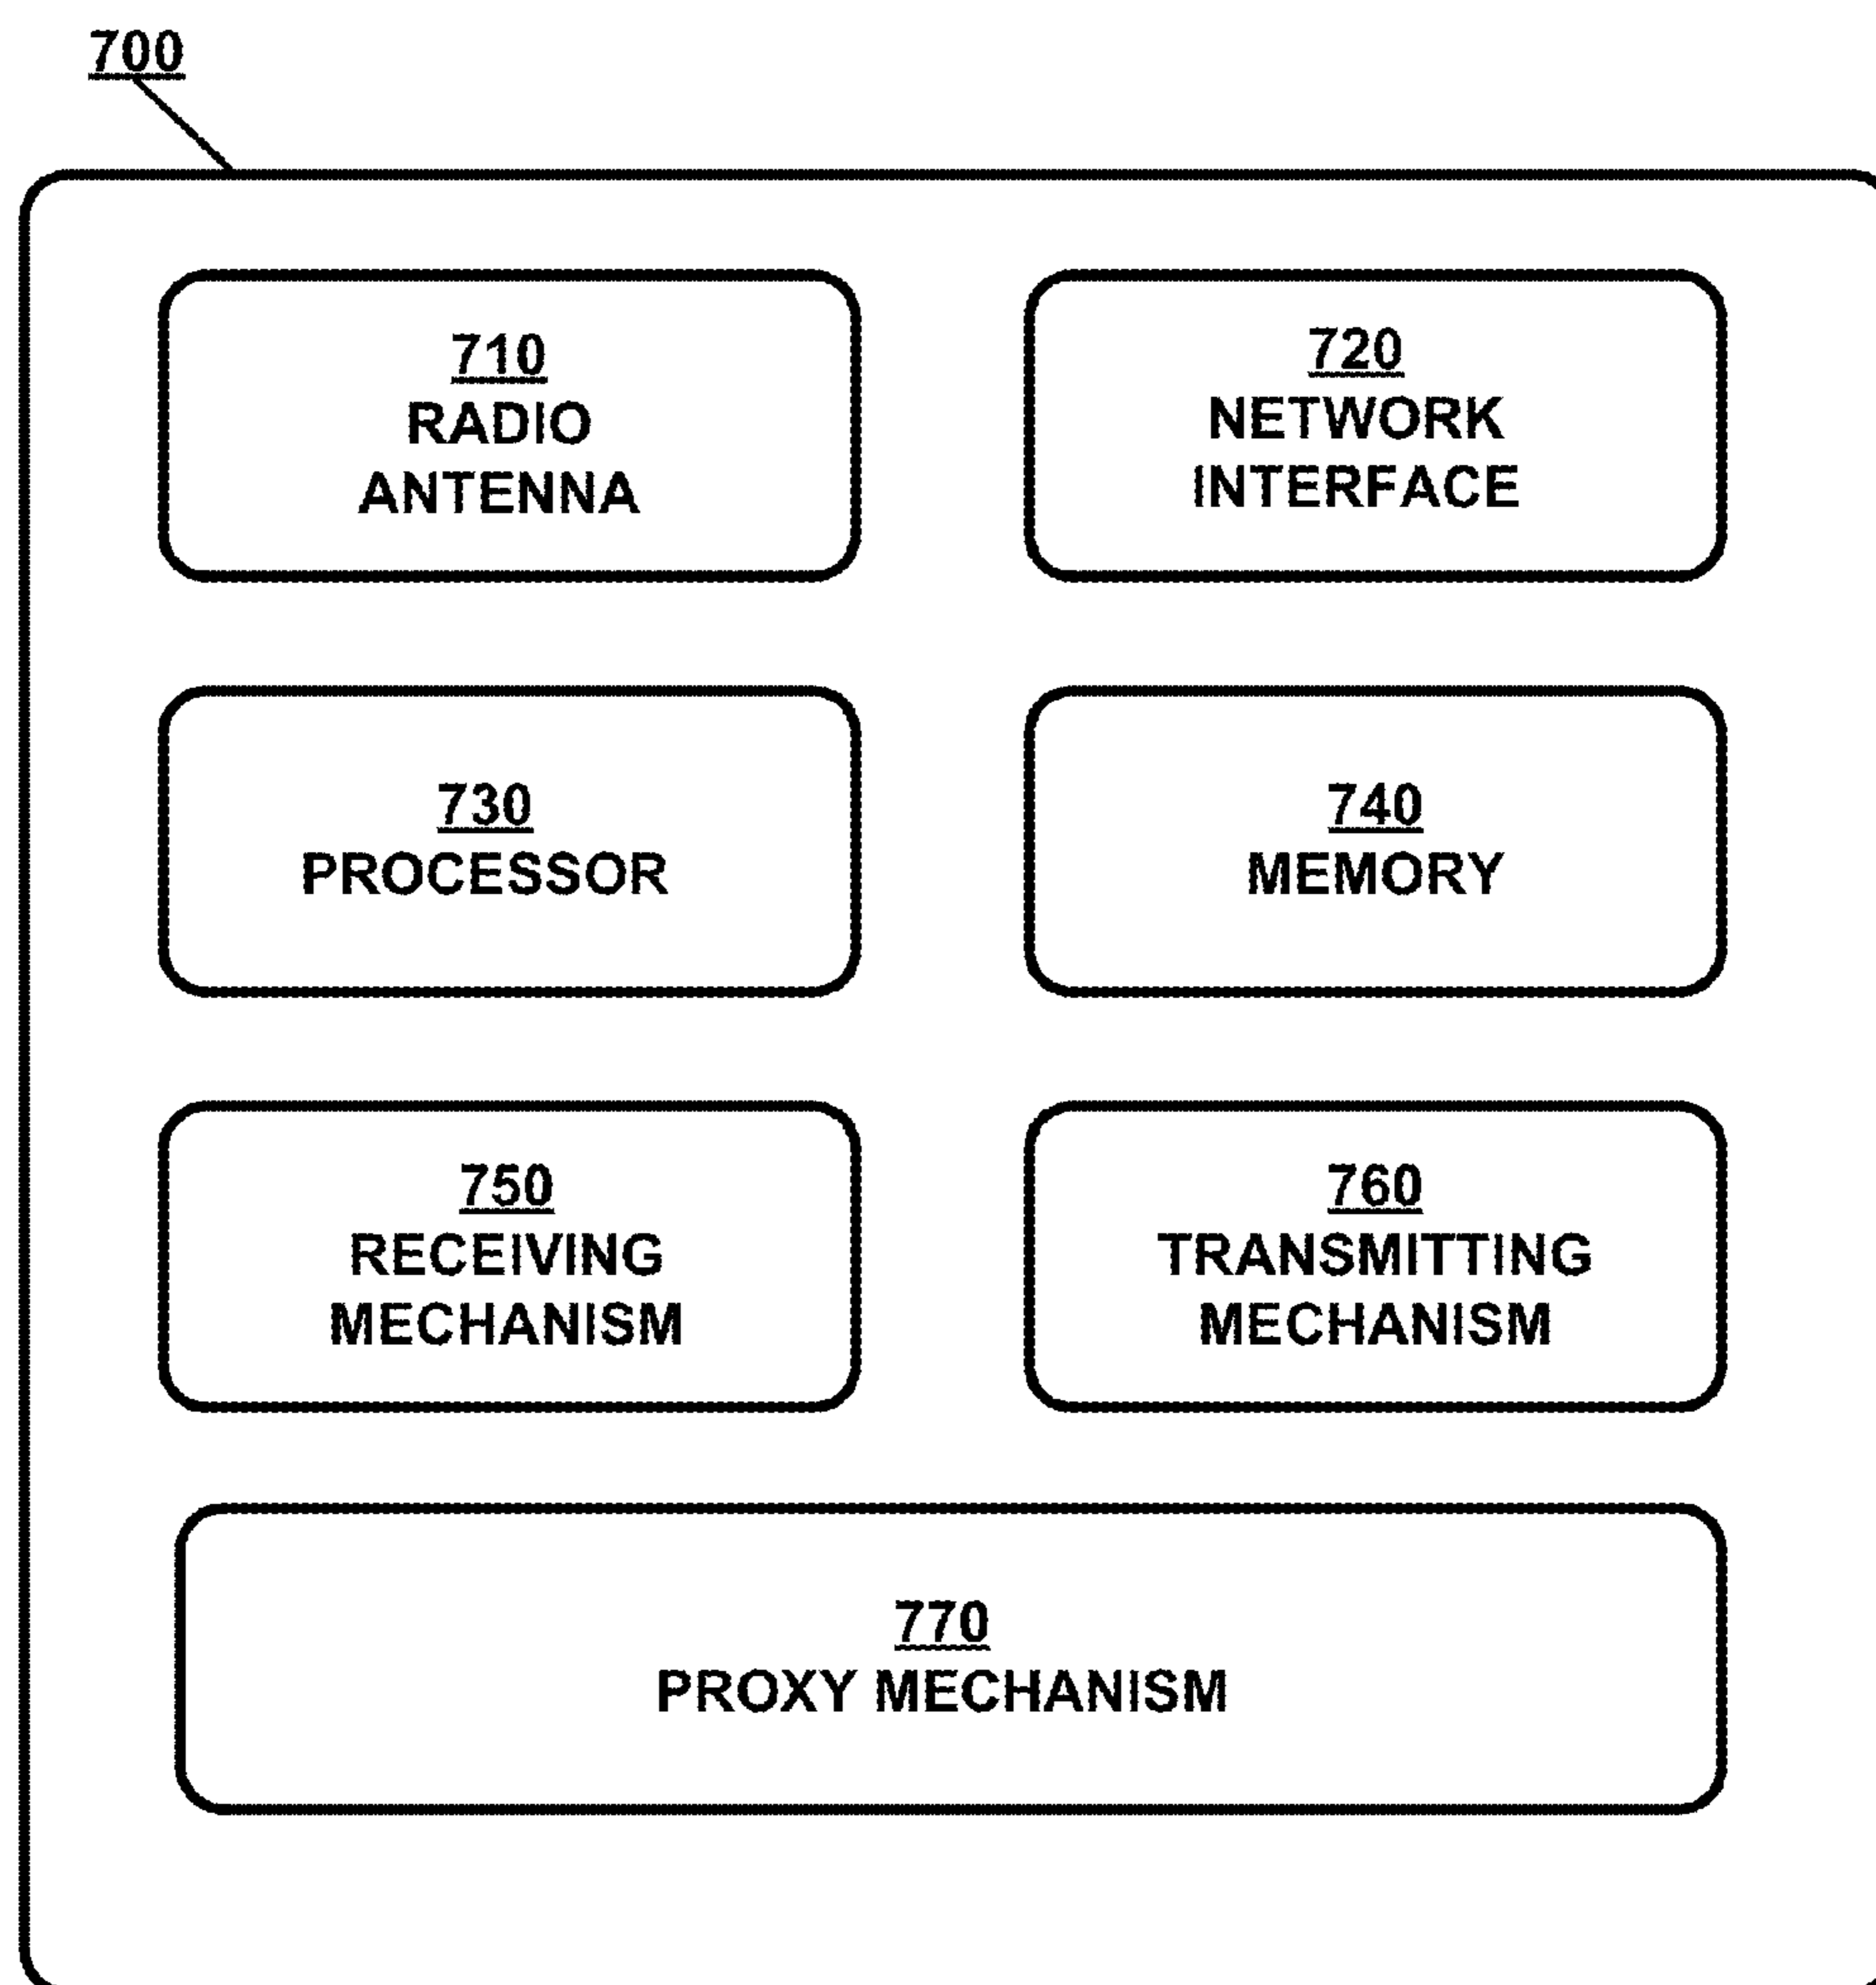 700
710
RADIO
ANTENNA
720
NETWORK
INTERFACE
730
PROCESSOR
740
MEMORY
750
RECEIVING
MECHANISM
760
TRANSMITTING
MECHANISM
770
PROXY MECHANISM